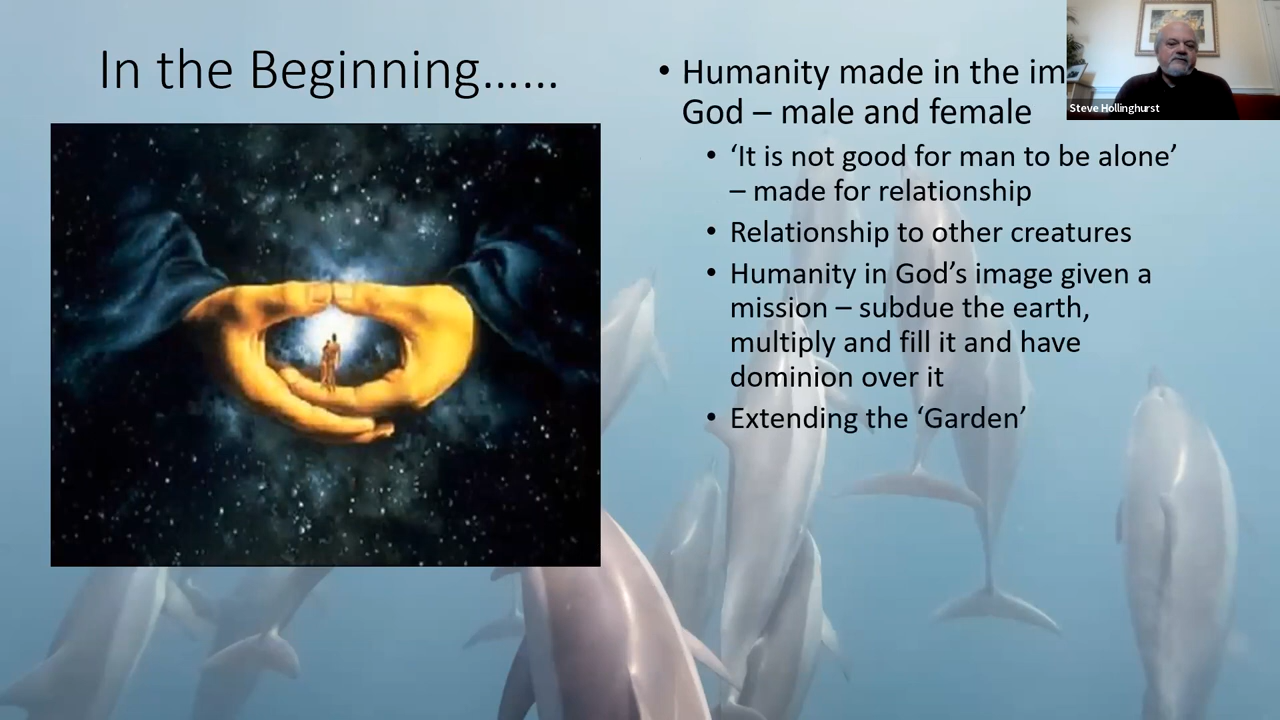 In the Beginning......
• Humanity made in the im
God – male and female
• ‘It is not good for man to be alone’
– made for relationship
• Relationship to other creatures
• Humanity in God’s image given a
mission – subdue the earth,
multiply and fill it and have
dominion over it
• Extending the ‘Garden’
Steve Hollinghurst